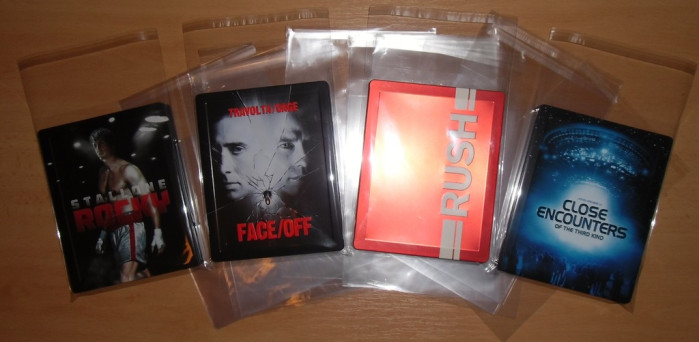 STALLONE
ROCKY
TRAVOLTA CAGE
FACE/OFF
RUSH
CLOSE
ENCOUNTERS
OF THE THIRD KIND